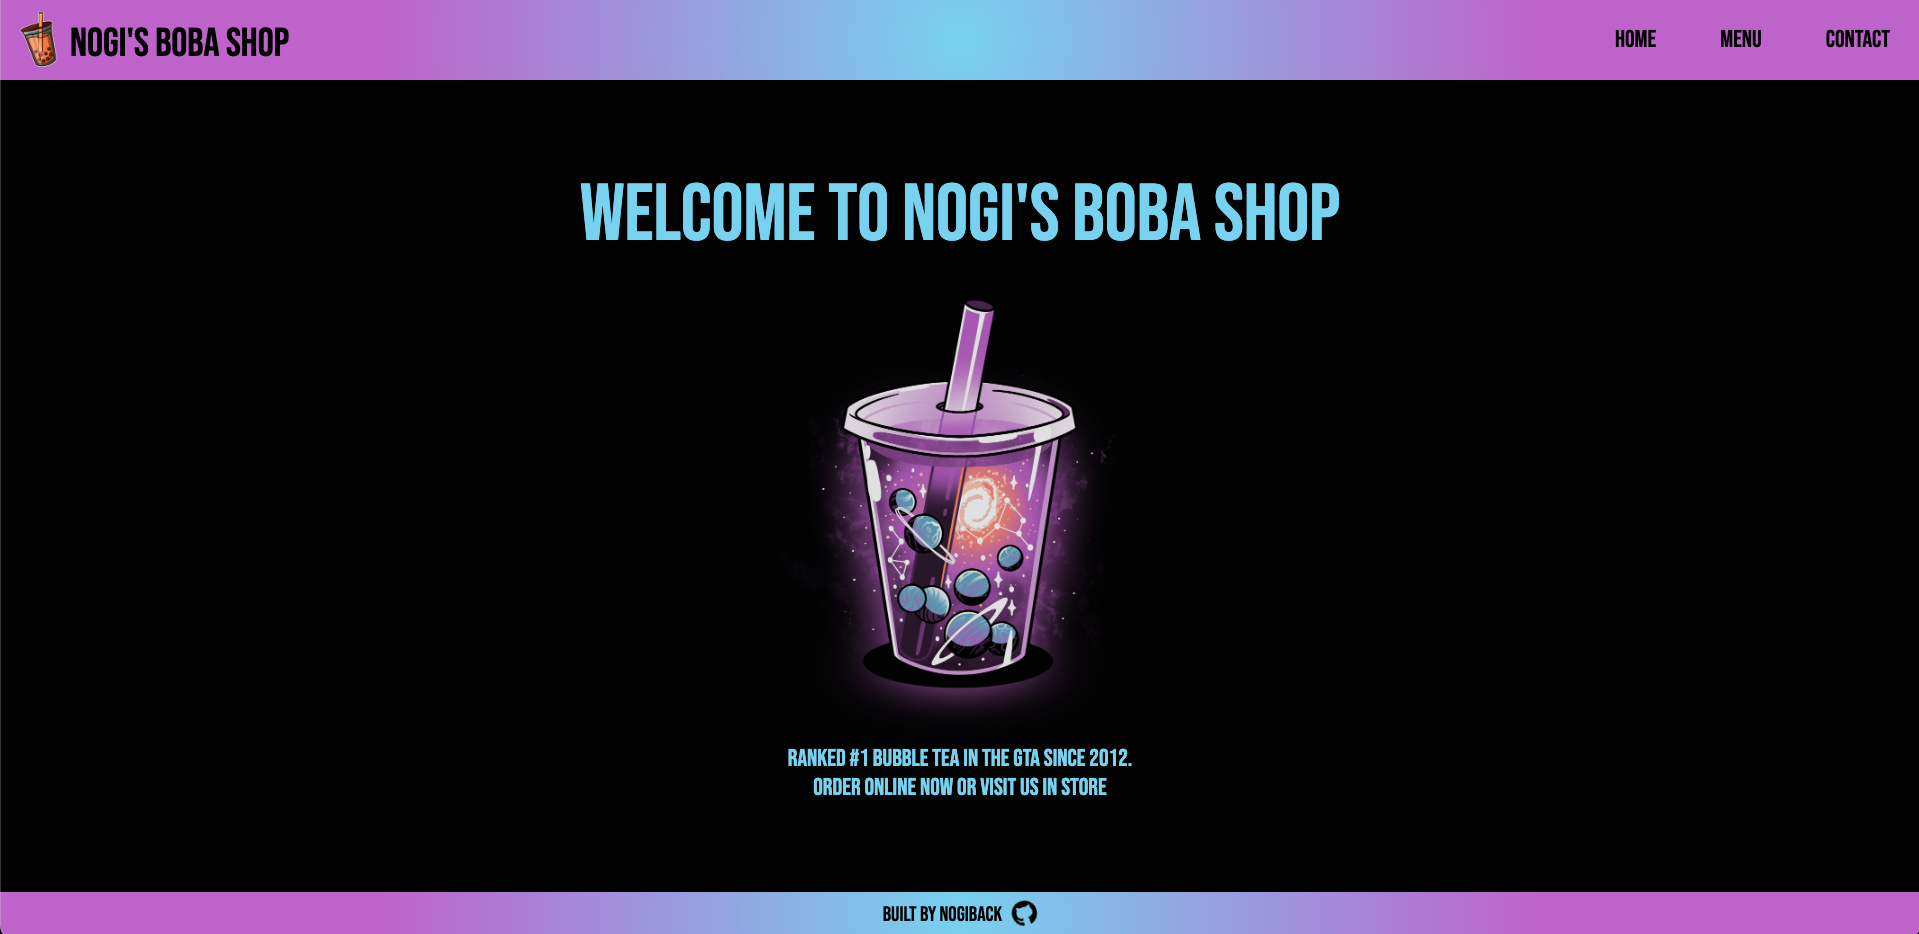 NOGI'S BOBA SHOP
HOME
MENU
CONTACT
WELCOME TO NOGI'S BOBA SHOP
RANKED #1 BUBBLE TEA IN THE GTA SINCE 2012.
ORDER ONLINE NOW OR VISIT US IN STORE
BUILT BY NOGIBACK